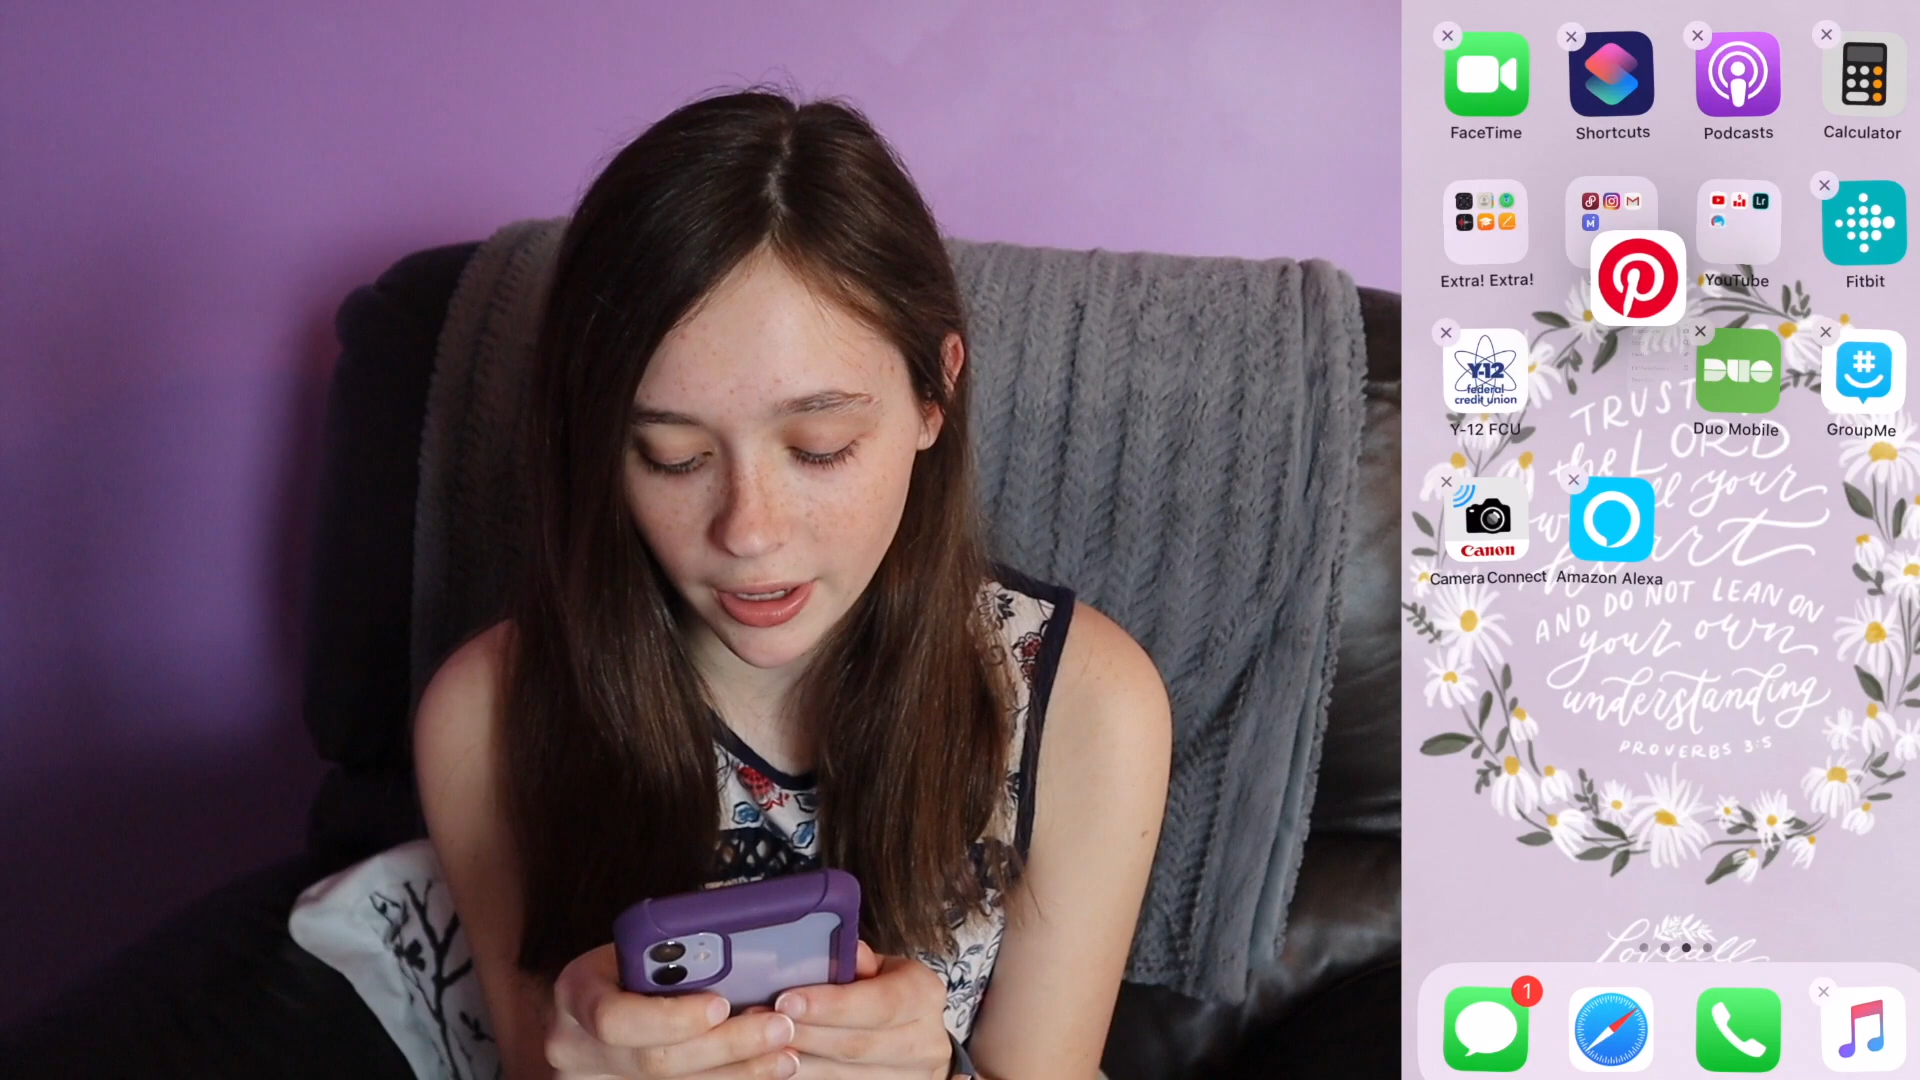 FaceTime
Shortcuts
Podcasts
Calculator
Extra! Extra!
YouTube
Fitbit
Y-12
federal
credit union
DUO
#
Y-12 FCU
Duo Mobile
GroupMe
TRUST
the LORD
your
heart
Canon
Camera Connect
Amazon Alexa
AND DO NOT LEAN ON
your own
understanding
PROVERBS 3:5
1